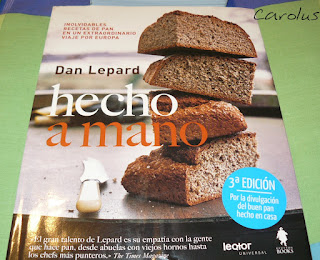 Carolus
INOLVIDABLES
RECETAS DE PAN
EN UN EXTRAORDINARIO
VIAJE POR EUROPA
Dan Lepard
hecho
a mano
3ª EDICIÓN
Por la divulgación
del buen pan
hecho en casa
«El gran talento de Lepard es su empatía con la gente
que hace pan, desde abuelas con viejos hornos hasta
los chefs más punteros.» The Times Magazine
leqtor
UNIVERSAL
BOOKS